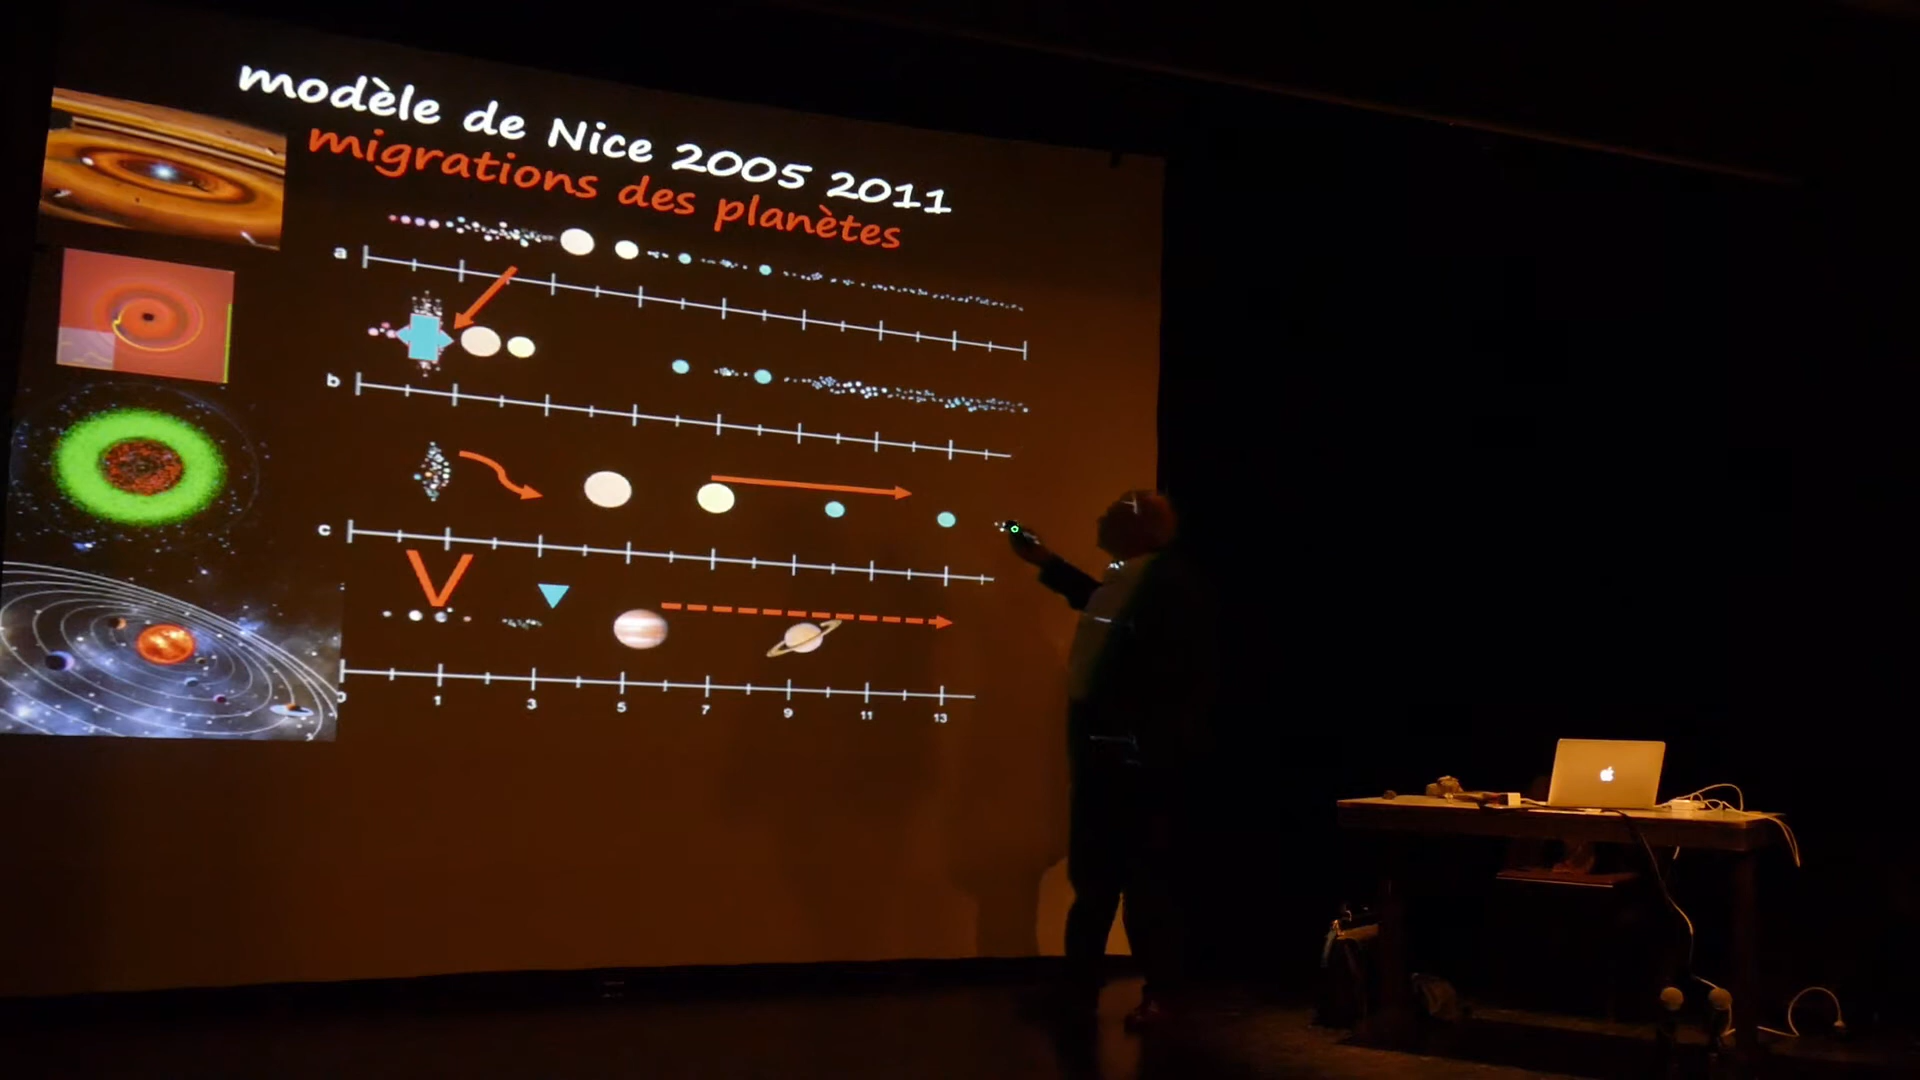 modèle de Nice 2005 2011
migrations des planètes
a
b
c
0 1 3 5 7 9 11 13